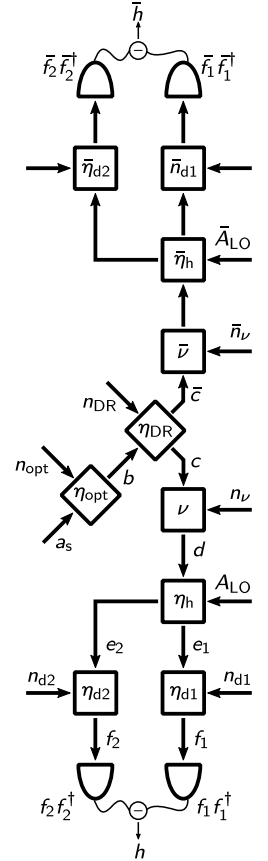 h̄
−
f̄₂f̄₂† f̄₁f̄₁†
η̄d2 n̄d1
ĀLO
η̄h
n̄ν
ν̄
c̄
nDR
ηDR
nopt b c
ηopt
as
ν nν
d
ηh ALO
e₂ e₁
nd2 nd1
ηd2 ηd1
f₂ f₁
f₂f₂† − f₁f₁†
h